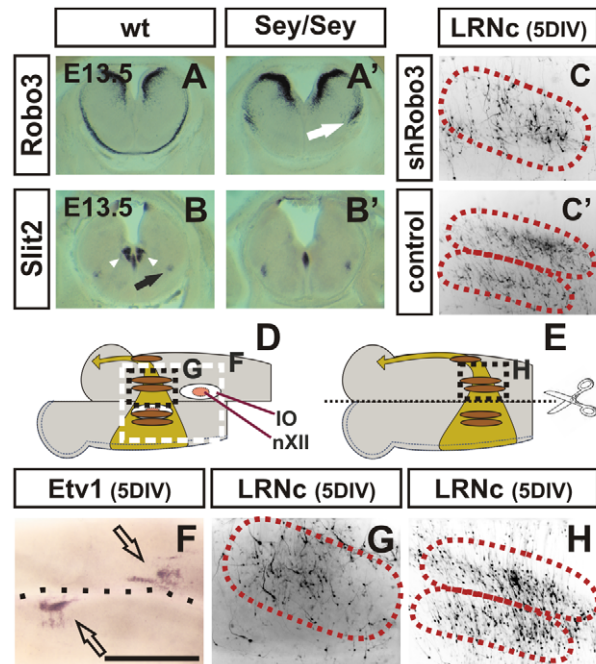 wt
Sey/Sey
LRNc (5DIV)
Robo3
E13.5
A
A'
shRobo3
C
Slit2
E13.5
B
B'
control
C'
D
F
G
IO
nXII
E
H
Etv1 (5DIV)
LRNc (5DIV)
LRNc (5DIV)
F
G
H